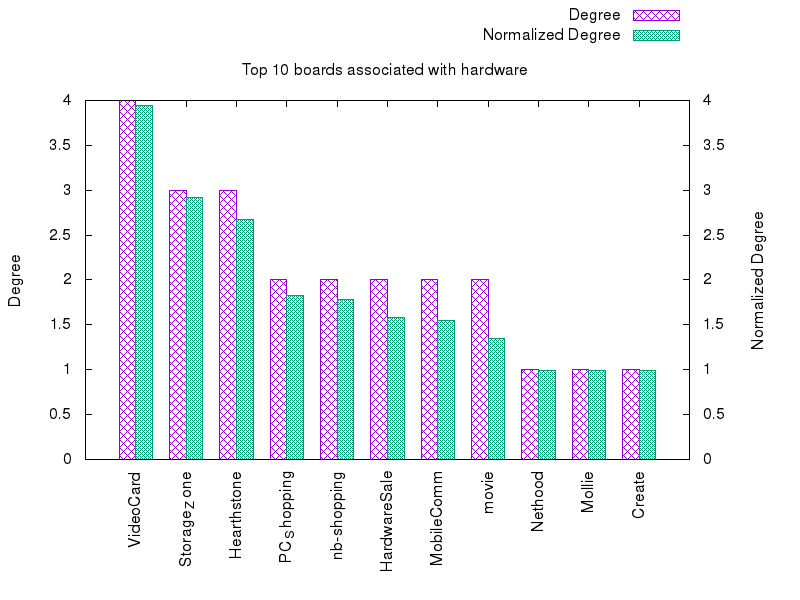 Degree
Normalized Degree
Top 10 boards associated with hardware
4
3.5
3
2.5
2
1.5
1
0.5
0
4
3.5
3
2.5
2
1.5
1
0.5
0
Degree
Normalized Degree
VideoCard
StorageZone
Hearthstone
PCShopping
nb-shopping
HardwareSale
MobileComm
movie
Nethood
Mollie
Create